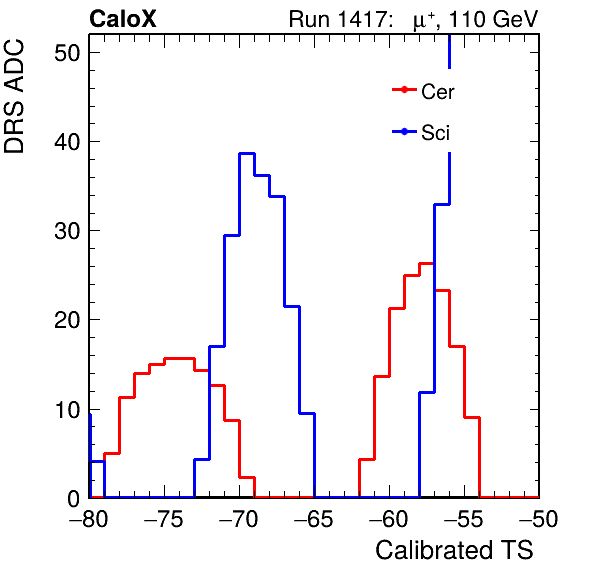 CaloX Run 1417: μ⁺, 110 GeV
DRS ADC
50
40
30
20
10
0
Cer
Sci
−80 −75 −70 −65 −60 −55 −50
Calibrated TS